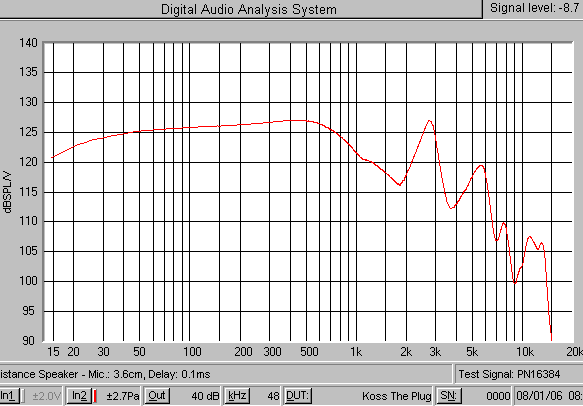 Digital Audio Analysis System
Signal level: -8.7
140
135
130
125
120
115
110
105
100
95
90
dBSPL/V
15 20 30 50 100 200 300 500 1k 2k 3k 5k 10k 20k
istance Speaker - Mic.: 3.6cm, Delay: 0.1ms
Test Signal: PN16384
In1 ±2.0V In2 ±2.7Pa Out 40 dB kHz 48 DUT: Koss The Plug SN: 0000 08/01/06 08: